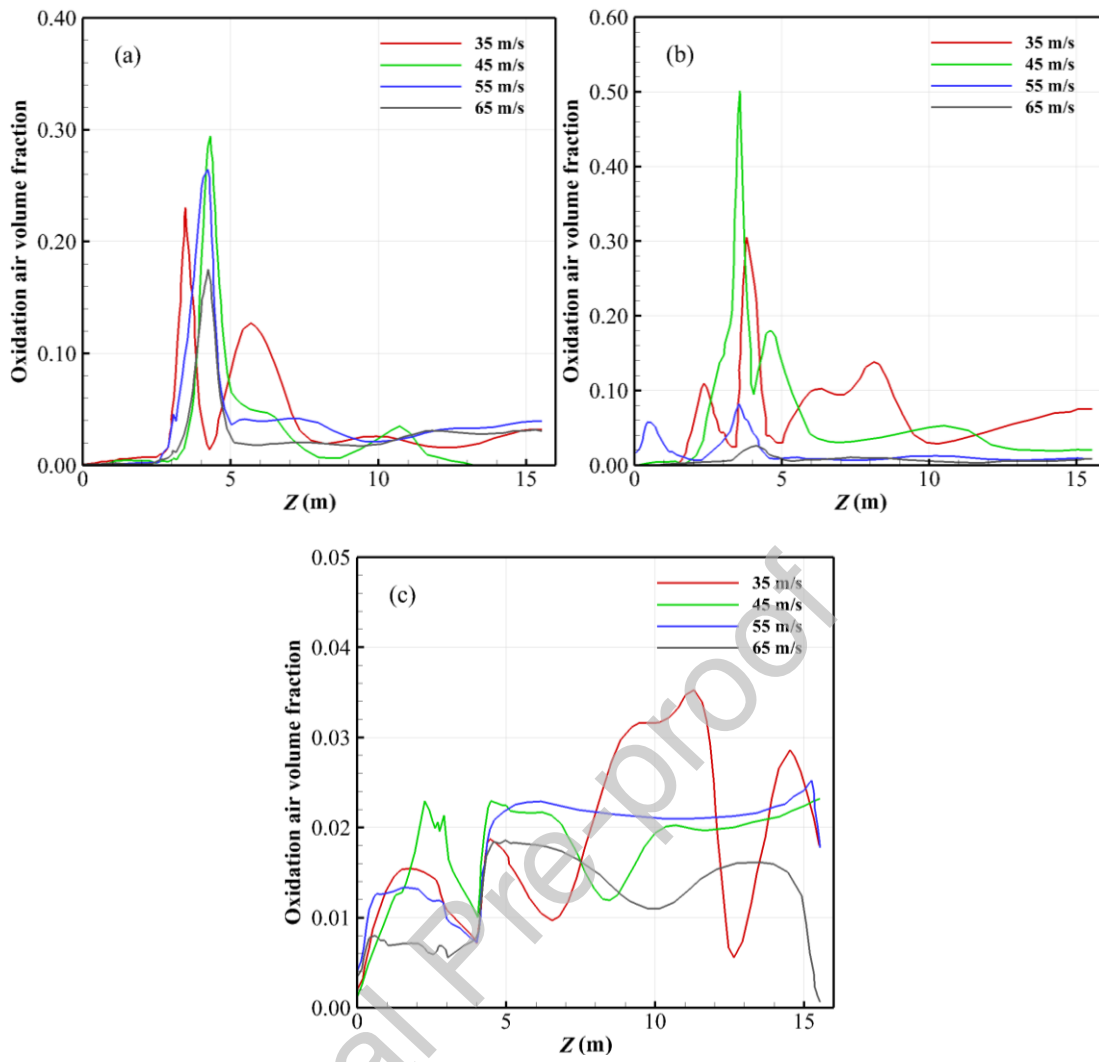 (a)
35 m/s
45 m/s
55 m/s
65 m/s
Oxidation air volume fraction
0.40
0.30
0.20
0.10
0.00
0
5
10
15
Z (m)
(b)
35 m/s
45 m/s
55 m/s
65 m/s
Oxidation air volume fraction
0.60
0.50
0.40
0.30
0.20
0.10
0.00
0
5
10
15
Z (m)
(c)
35 m/s
45 m/s
55 m/s
65 m/s
Oxidation air volume fraction
0.05
0.04
0.03
0.02
0.01
0.00
0
5
10
15
Z (m)
al Pre-proof